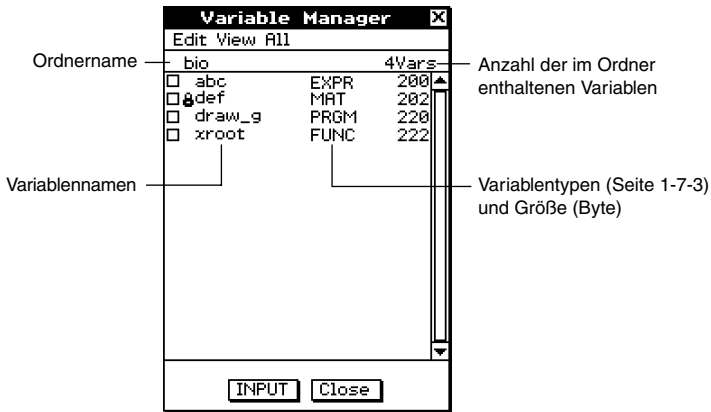 Variable Manager X
Edit View All
Ordnername
bio 4Vars
Anzahl der im Ordner
enthaltenen Variablen
abc EXPR 200
def MAT 202
draw_g PRGM 220
xroot FUNC 222
Variablennamen
Variablentypen (Seite 1-7-3)
und Größe (Byte)
INPUT Close